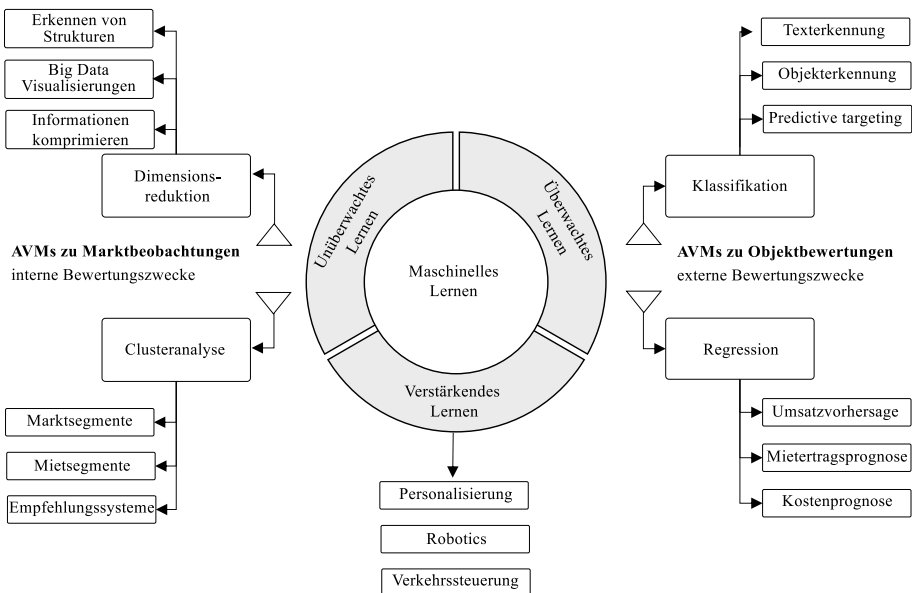 Erkennen von
Strukturen
Big Data
Visualisierungen
Informationen
komprimieren
Dimensions-
reduktion
AVMs zu Marktbeobachtungen
interne Bewertungszwecke
Clusteranalyse
Marktsegmente
Mietsegmente
Empfehlungssysteme
Unüberwachtes
Lernen
Überwachtes
Lernen
Maschinelles
Lernen
Verstärkendes
Lernen
Personalisierung
Robotics
Verkehrssteuerung
Texterkennung
Objekterkennung
Predictive targeting
Klassifikation
AVMs zu Objektbewertungen
externe Bewertungszwecke
Regression
Umsatzvorhersage
Mietertragsprognose
Kostenprognose